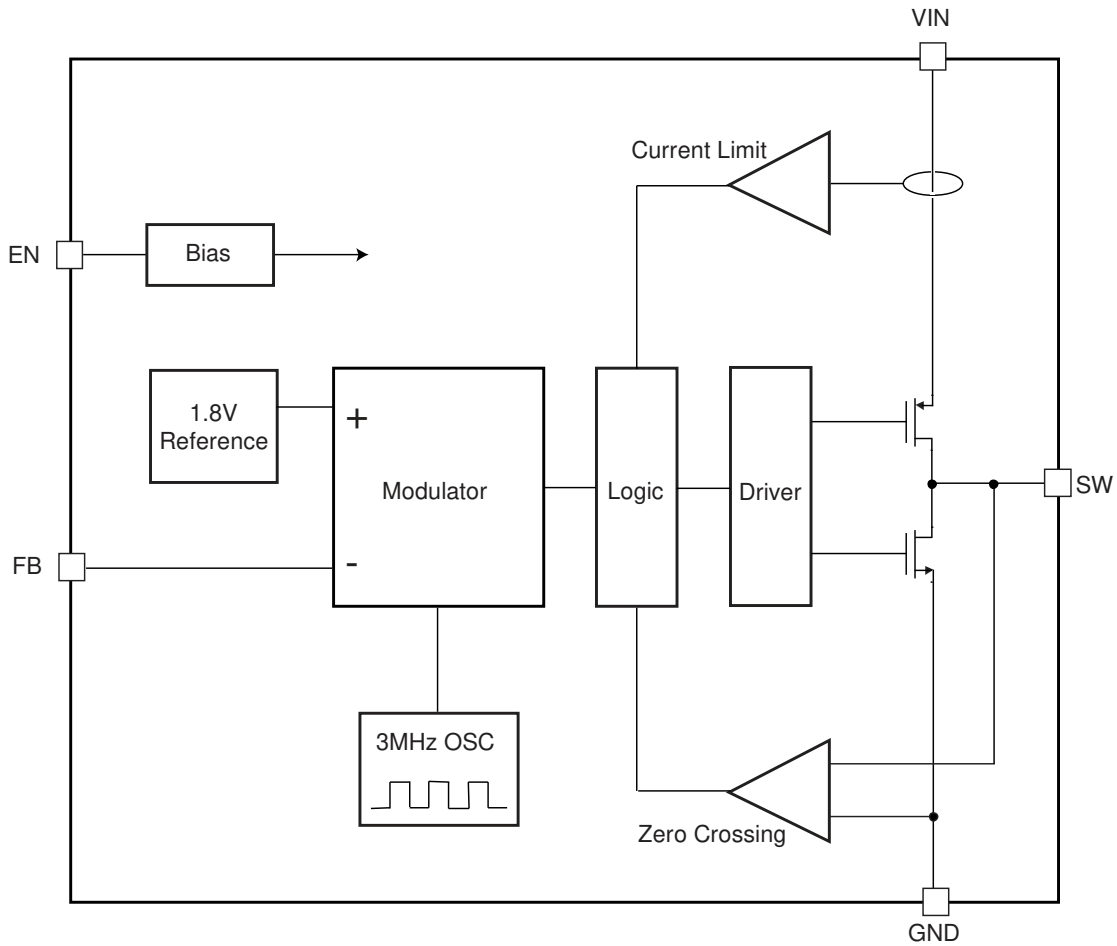 VIN
Current Limit
EN
Bias
1.8V
Reference
+
Modulator
Logic
Driver
SW
FB
-
3MHz OSC
Zero Crossing
GND